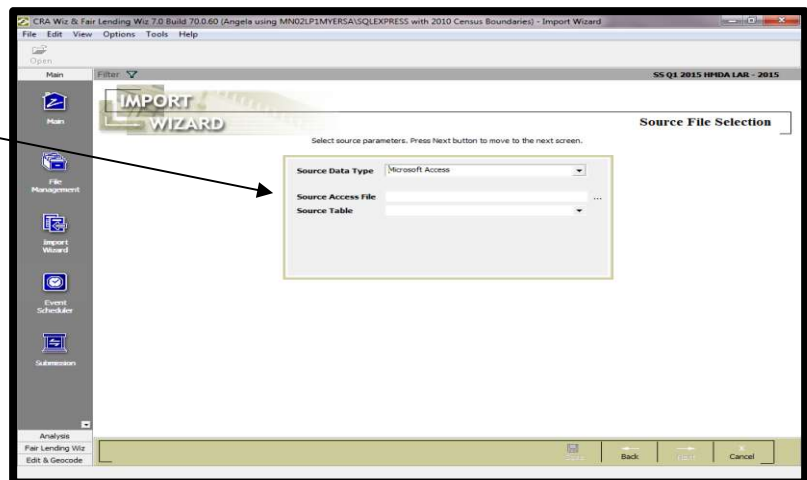 CRA Wiz & Fair Lending Wiz 7.0 Build 70.0.60 (Angela using MN02LP1MYERSA\SQLEXPRESS with 2010 Census Boundaries) - Import Wizard
File Edit View Options Tools Help
Open
Main Filter S5 Q1 2015 HMDA LAR - 2015
IMPORT WIZARD
Main
Source File Selection
Select source parameters. Press Next button to move to the next screen.
Source Data Type Microsoft Access
File Management
Source Access File ...
Source Table
Import Wizard
Event Scheduler
Submission
Analysis
Fair Lending Wiz
Edit & Geocode
Back Next Cancel